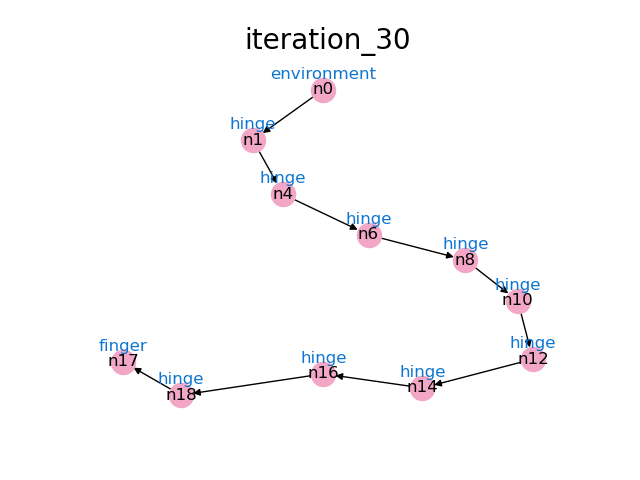 iteration_30
environment
n0
hinge
n1
hinge
n4
hinge
n6
hinge
n8
hinge
n10
hinge
n12
hinge
n14
hinge
n16
hinge
n18
finger
n17